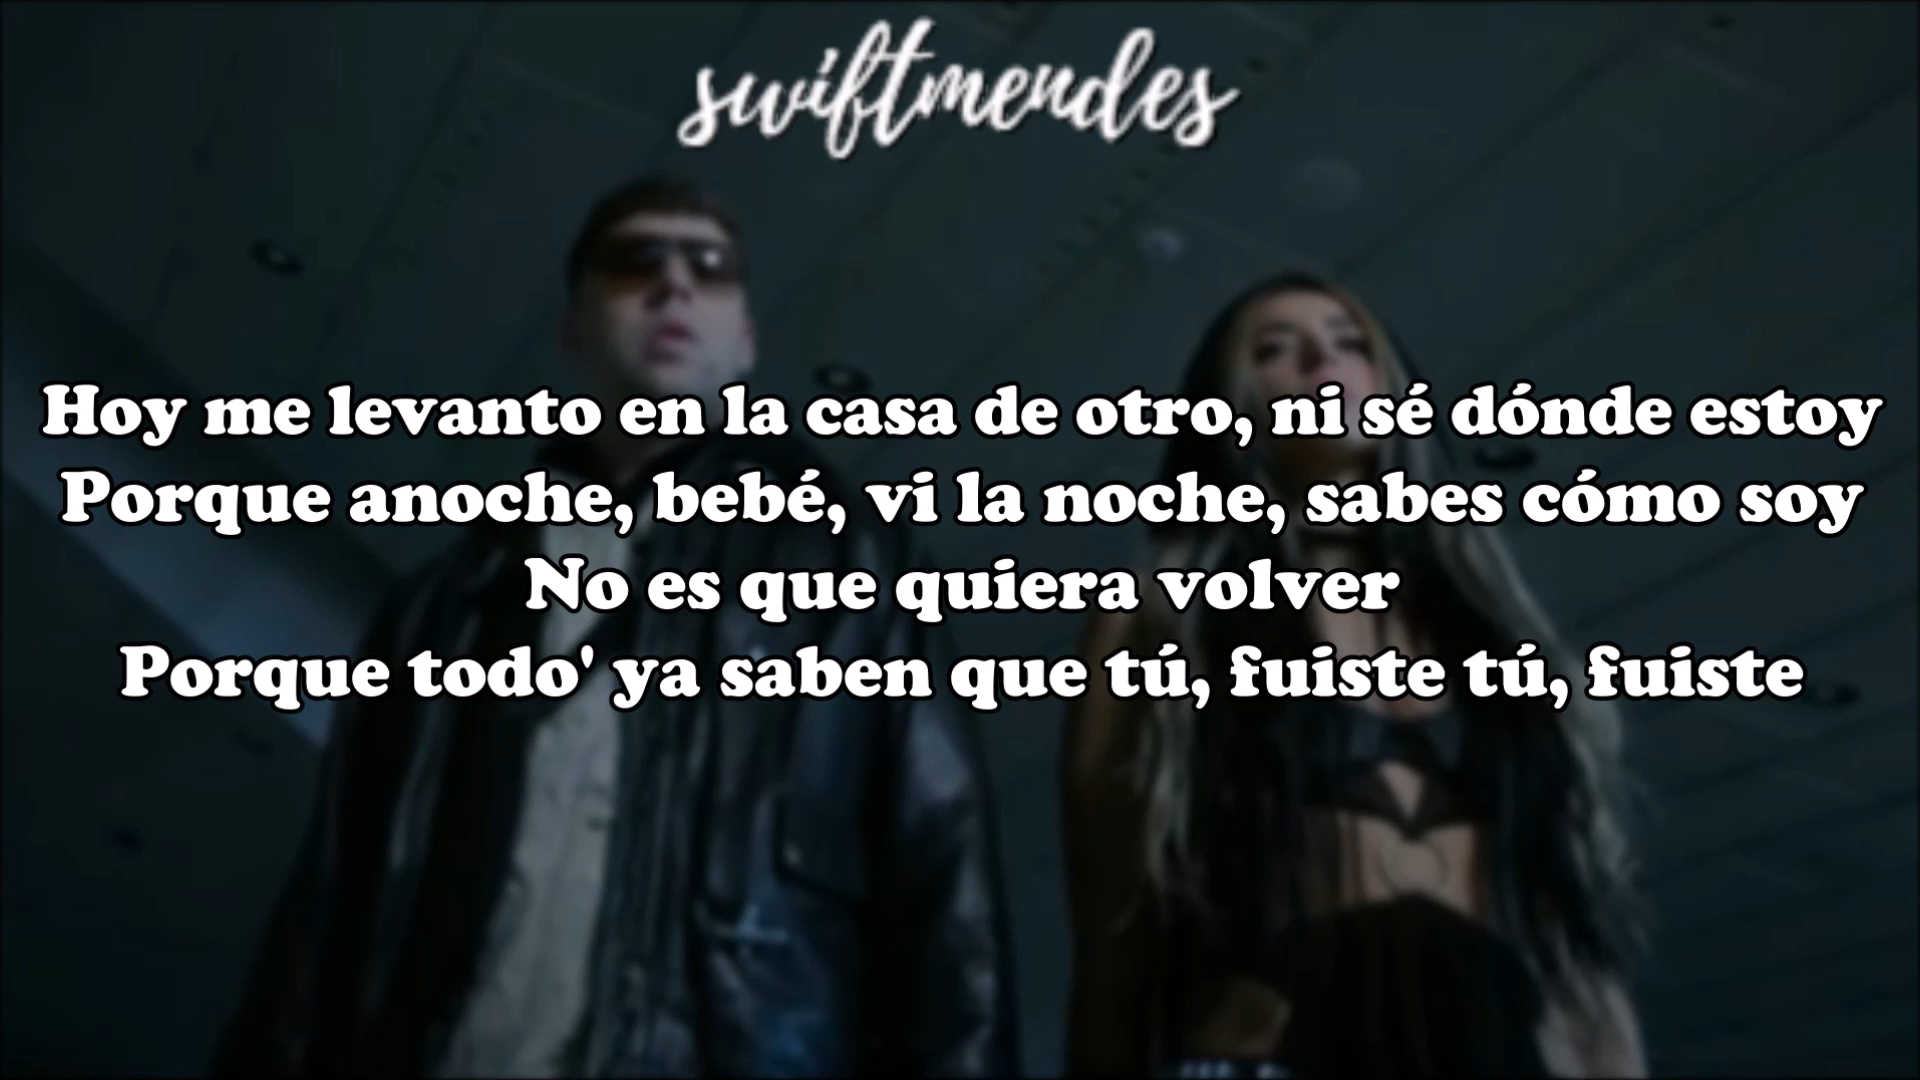 swiftmendes
Hoy me levanto en la casa de otro, ni sé dónde estoy
Porque anoche, bebé, vi la noche, sabes cómo soy
No es que quiera volver
Porque todo' ya saben que tú, fuiste tú, fuiste